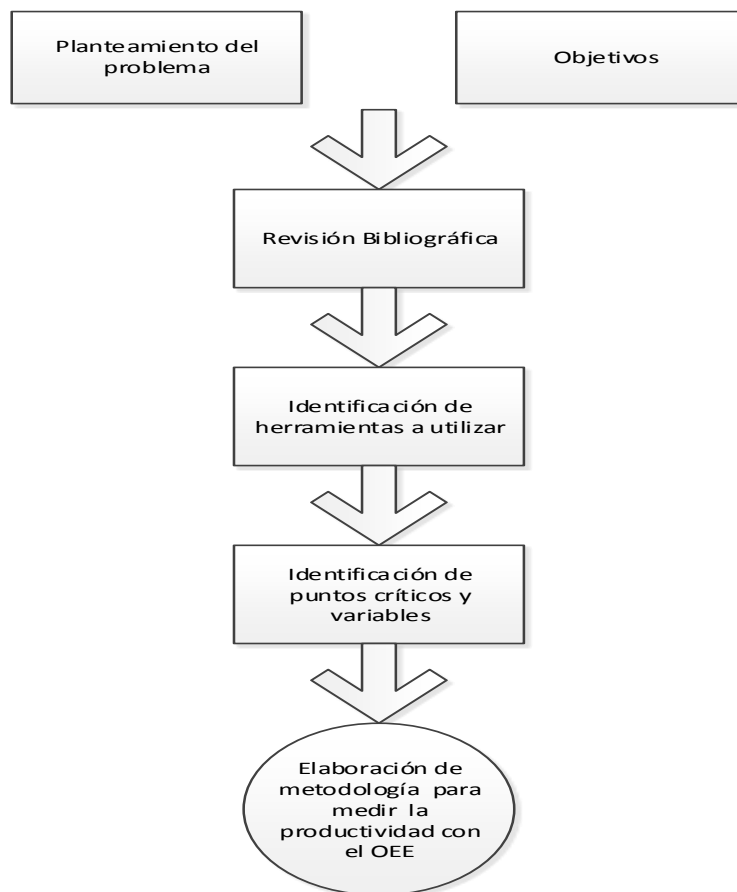 Planteamiento del
problema
Objetivos
Revisión Bibliográfica
Identificación de
herramientas a utilizar
Identificación de
puntos críticos y
variables
Elaboración de
metodología para
medir la
productividad con
el OEE